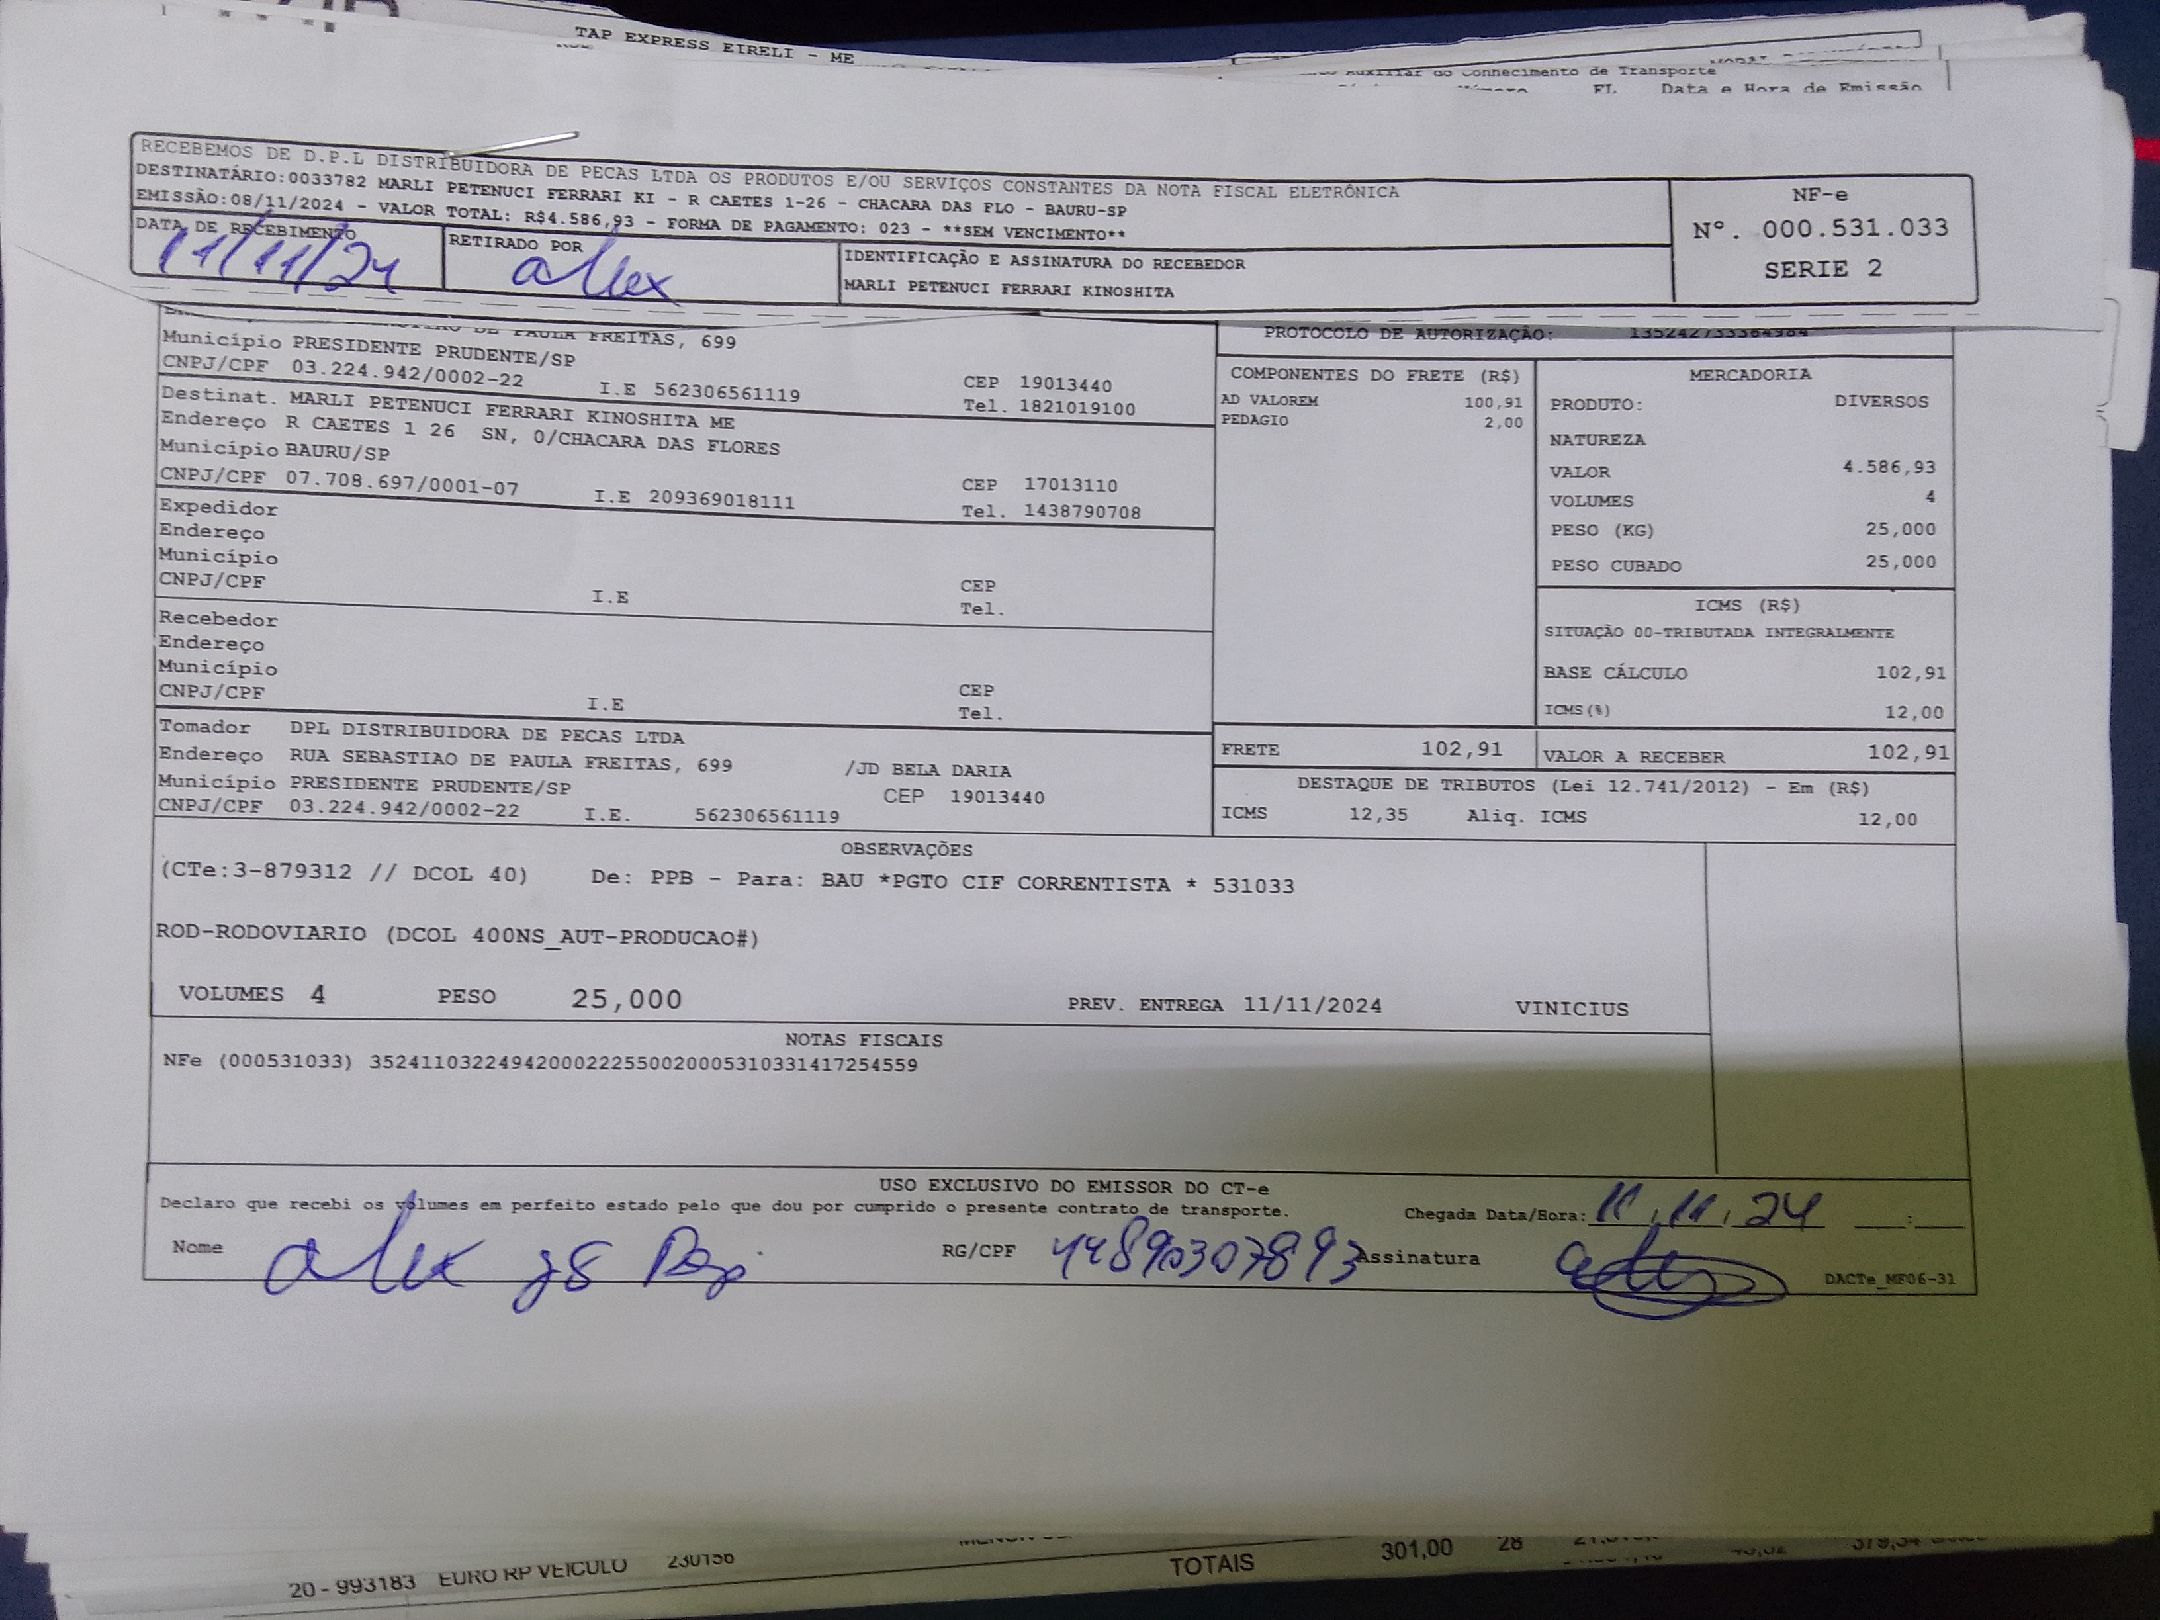 TAP EXPRESS EIRELI - ME
Auxiliar do Conhecimento de Transporte
FL Data e Hora de Emissão
RECEBEMOS DE D.P.L DISTRIBUIDORA DE PECAS LTDA OS PRODUTOS E/OU SERVIÇOS CONSTANTES DA NOTA FISCAL ELETRÔNICA
DESTINATÁRIO:0033782 MARLI PETENUCI FERRARI KI - R CAETES 1-26 - CHACARA DAS FLO - BAURU-SP
EMISSÃO:08/11/2024 - VALOR TOTAL: R$4.586,93 - FORMA DE PAGAMENTO: 023 - **SEM VENCIMENTO**
NF-e
Nº. 000.531.033
SERIE 2
DATA DE RECEBIMENTO
11/11/24
RETIRADO POR
alex
IDENTIFICAÇÃO E ASSINATURA DO RECEBEDOR
MARLI PETENUCI FERRARI KINOSHITA
DE PAULA FREITAS, 699
Município PRESIDENTE PRUDENTE/SP CEP 19013440
CNPJ/CPF 03.224.942/0002-22 I.E 562306561119 Tel. 1821019100
Destinat. MARLI PETENUCI FERRARI KINOSHITA ME
Endereço R CAETES 1 26 SN, 0/CHACARA DAS FLORES
Município BAURU/SP CEP 17013110
CNPJ/CPF 07.708.697/0001-07 I.E 209369018111 Tel. 1438790708
Expedidor
Endereço
Município CEP
CNPJ/CPF I.E Tel.
Recebedor
Endereço
Município CEP
CNPJ/CPF I.E Tel.
Tomador DPL DISTRIBUIDORA DE PECAS LTDA
Endereço RUA SEBASTIAO DE PAULA FREITAS, 699 /JD BELA DARIA
Município PRESIDENTE PRUDENTE/SP CEP 19013440
CNPJ/CPF 03.224.942/0002-22 I.E. 562306561119
PROTOCOLO DE AUTORIZAÇÃO:
COMPONENTES DO FRETE (R$)
AD VALOREM 100,91
PEDAGIO 2,00
MERCADORIA
PRODUTO: DIVERSOS
NATUREZA
VALOR 4.586,93
VOLUMES 4
PESO (KG) 25,000
PESO CUBADO 25,000
ICMS (R$)
SITUAÇÃO 00-TRIBUTADA INTEGRALMENTE
BASE CÁLCULO 102,91
ICMS(%) 12,00
FRETE 102,91
VALOR A RECEBER 102,91
DESTAQUE DE TRIBUTOS (Lei 12.741/2012) - Em (R$)
ICMS 12,35 Aliq. ICMS 12,00
OBSERVAÇÕES
(CTe:3-879312 // DCOL 40) De: PPB - Para: BAU *PGTO CIF CORRENTISTA * 531033
ROD-RODOVIARIO (DCOL 400NS_AUT-PRODUCAO#)
VOLUMES 4 PESO 25,000 PREV. ENTREGA 11/11/2024 VINICIUS
NOTAS FISCAIS
NFe (000531033) 35241103224942000222550020005310331417254559
USO EXCLUSIVO DO EMISSOR DO CT-e
Declaro que recebi os volumes em perfeito estado pelo que dou por cumprido o presente contrato de transporte.
Chegada Data/Hora: 11.11.24 ___:___
Nome alex
RG/CPF 44890307893
Assinatura
DACTe_MF06-31
20 - 993183 EURO RP VEICULO 230156
TOTAIS 301,00 28